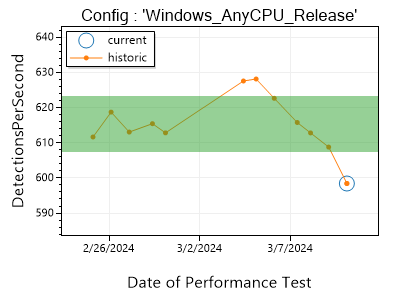 Config : 'Windows_AnyCPU_Release'
current
historic
640
630
620
610
600
590
DetectionsPerSecond
2/26/2024
3/2/2024
3/7/2024
Date of Performance Test